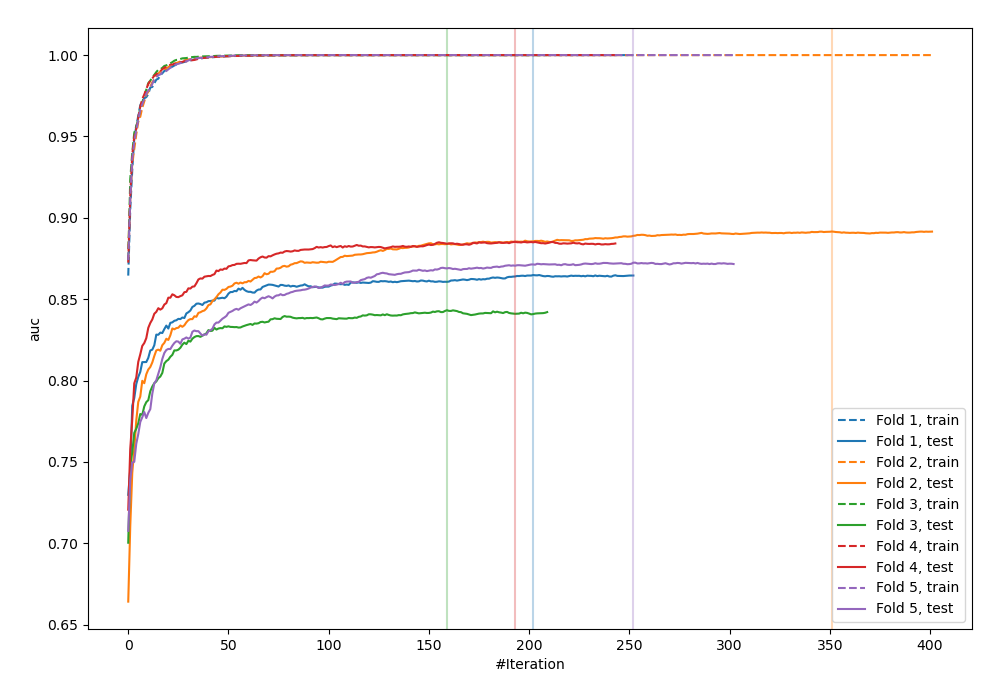 1.00
0.95
0.90
0.85
0.80
0.75
0.70
0.65
auc
0
50
100
150
200
250
300
350
400
#Iteration
Fold 1, train
Fold 1, test
Fold 2, train
Fold 2, test
Fold 3, train
Fold 3, test
Fold 4, train
Fold 4, test
Fold 5, train
Fold 5, test